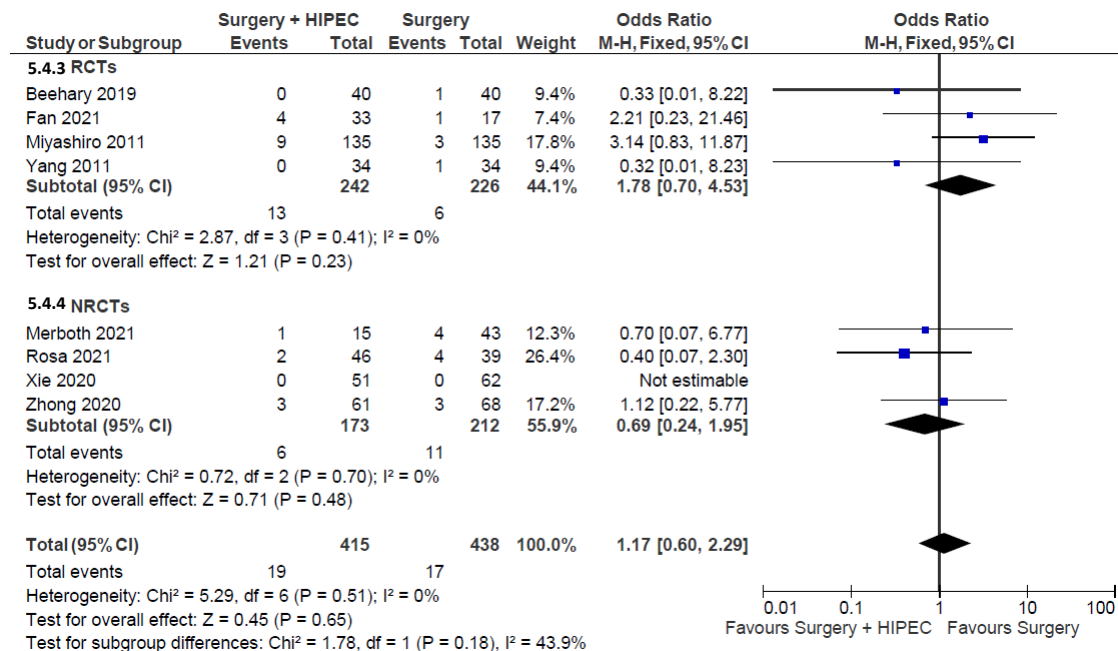 Surgery + HIPEC Surgery Odds Ratio Odds Ratio
Study or Subgroup Events Total Events Total Weight M-H, Fixed, 95% CI M-H, Fixed, 95% CI
5.4.3 RCTs
Beehary 2019 0 40 1 40 9.4% 0.33 [0.01, 8.22]
Fan 2021 4 33 1 17 7.4% 2.21 [0.23, 21.46]
Miyashiro 2011 9 135 3 135 17.8% 3.14 [0.83, 11.87]
Yang 2011 0 34 1 34 9.4% 0.32 [0.01, 8.23]
Subtotal (95% CI) 242 226 44.1% 1.78 [0.70, 4.53]
Total events 13 6
Heterogeneity: Chi² = 2.87, df = 3 (P = 0.41); I² = 0%
Test for overall effect: Z = 1.21 (P = 0.23)
5.4.4 NRCTs
Merboth 2021 1 15 4 43 12.3% 0.70 [0.07, 6.77]
Rosa 2021 2 46 4 39 26.4% 0.40 [0.07, 2.30]
Xie 2020 0 51 0 62 Not estimable
Zhong 2020 3 61 3 68 17.2% 1.12 [0.22, 5.77]
Subtotal (95% CI) 173 212 55.9% 0.69 [0.24, 1.95]
Total events 6 11
Heterogeneity: Chi² = 0.72, df = 2 (P = 0.70); I² = 0%
Test for overall effect: Z = 0.71 (P = 0.48)
Total (95% CI) 415 438 100.0% 1.17 [0.60, 2.29]
Total events 19 17
Heterogeneity: Chi² = 5.29, df = 6 (P = 0.51); I² = 0%
Test for overall effect: Z = 0.45 (P = 0.65)
Test for subgroup differences: Chi² = 1.78, df = 1 (P = 0.18), I² = 43.9%
0.01 0.1 1 10 100
Favours Surgery + HIPEC Favours Surgery